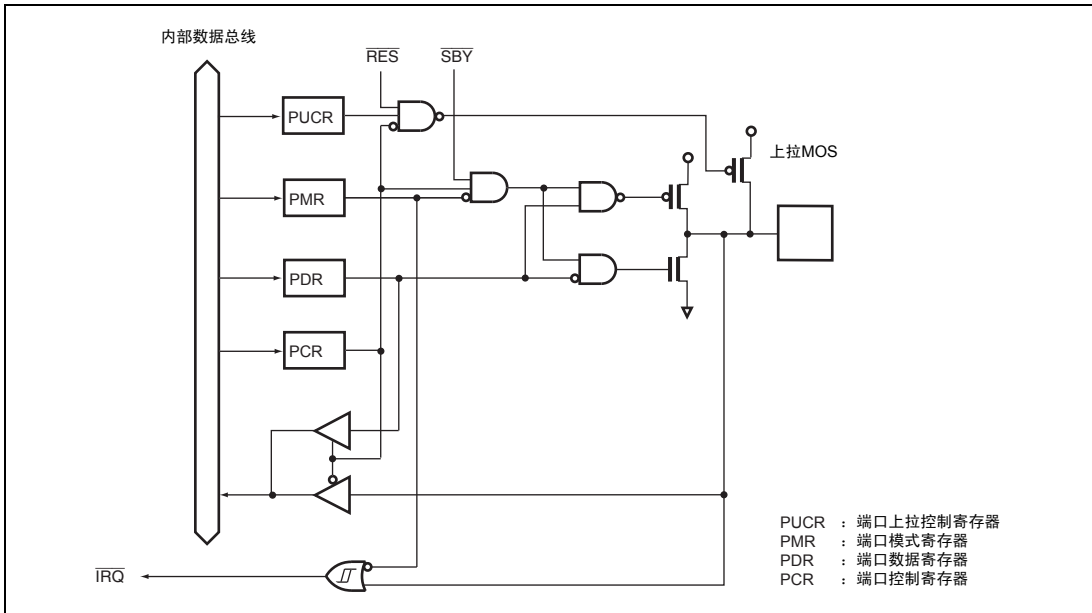 内部数据总线
RES
SBY
PUCR
上拉MOS
PMR
PDR
PCR
PUCR ：端口上拉控制寄存器
PMR ：端口模式寄存器
PDR ：端口数据寄存器
PCR ：端口控制寄存器
IRQ